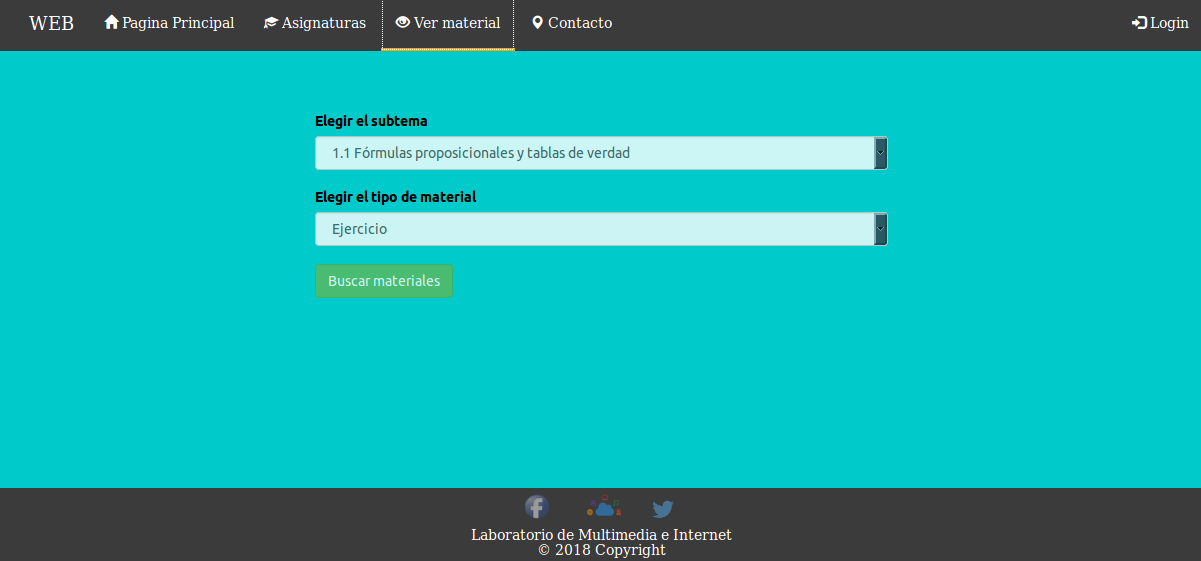 WEB Pagina Principal Asignaturas Ver material Contacto Login
Elegir el subtema
1.1 Fórmulas proposicionales y tablas de verdad
Elegir el tipo de material
Ejercicio
Buscar materiales
Laboratorio de Multimedia e Internet
© 2018 Copyright